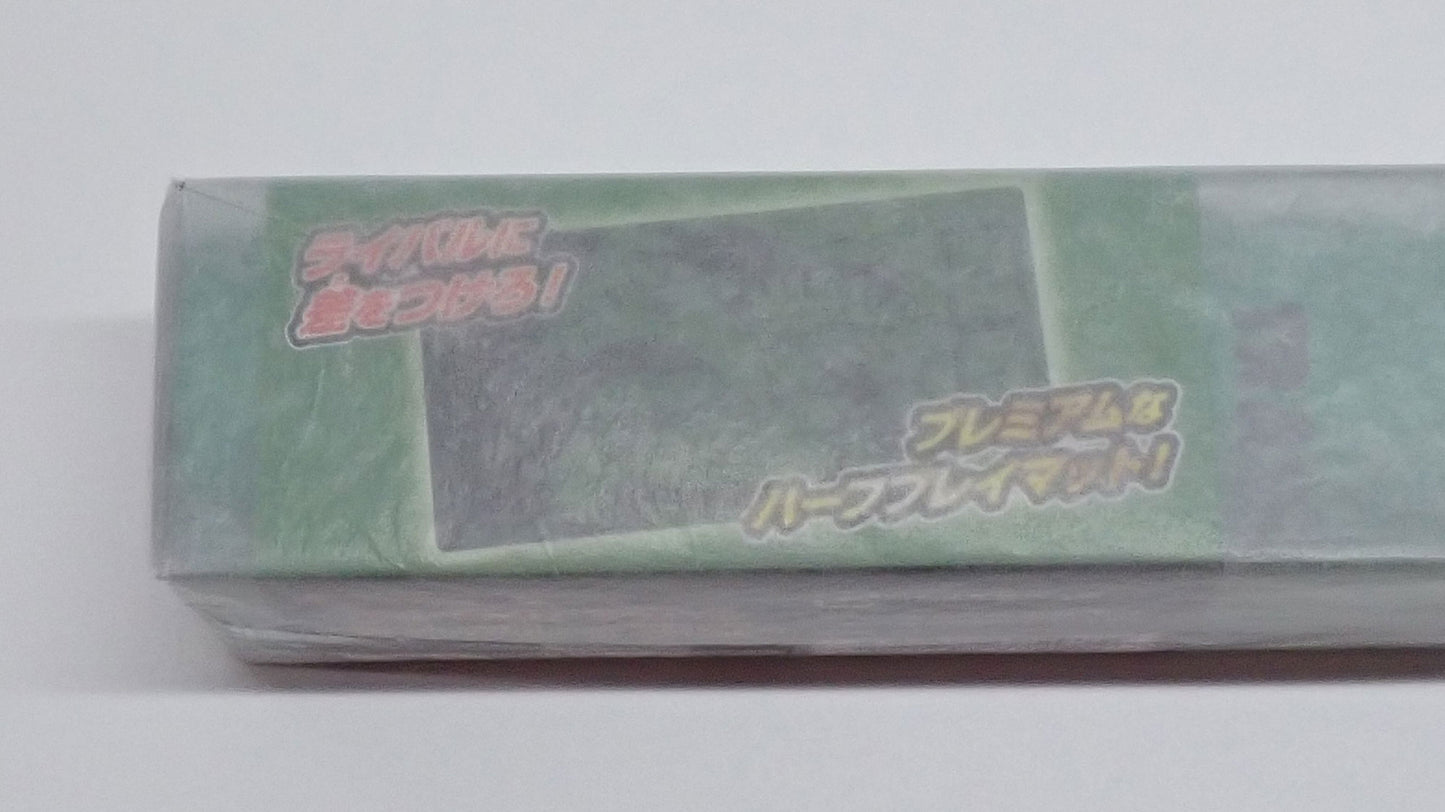 ライバルに
差をつけろ!
プレミアムな
ハーフプレイマット!